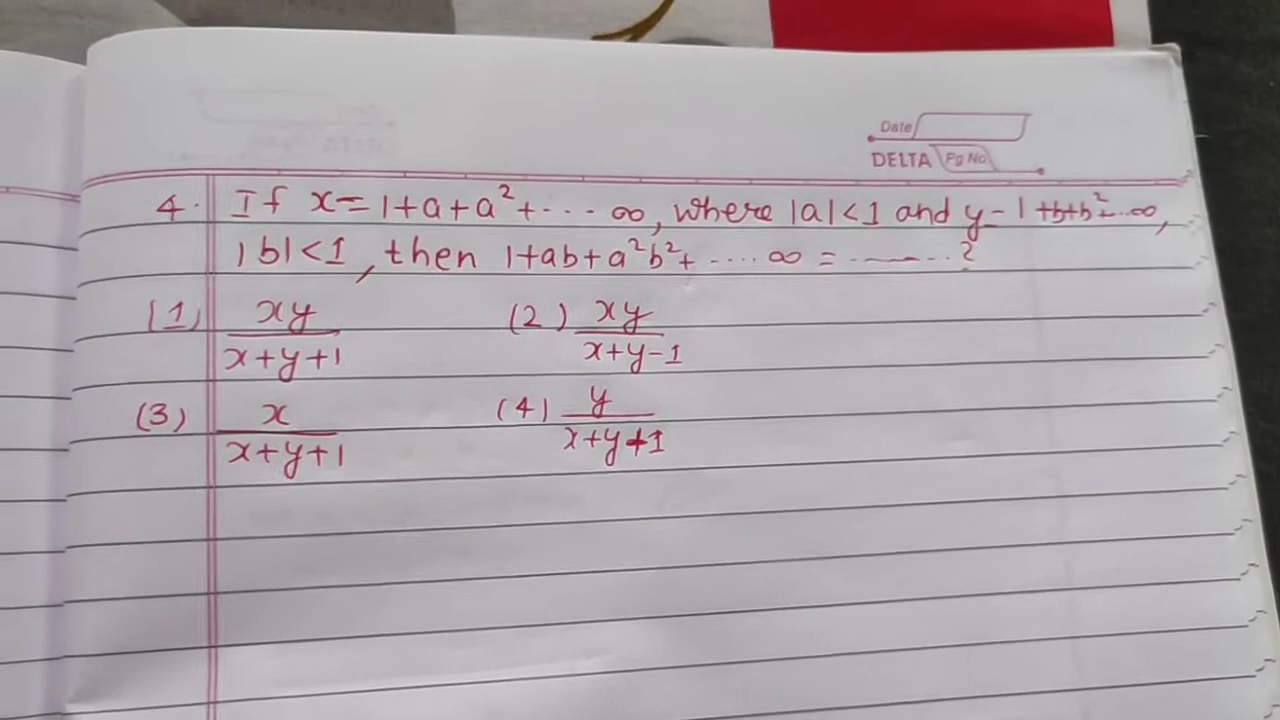 Date
DELTA Pg No
4. If x = 1+a+a²+--- ∞, where |a|<1 and y-1+b+b²+...∞,
|b|<1, then 1+ab+a²b²+ ..... ∞ = -------.?
(1) xy/x+y+1 (2) xy/x+y-1
(3) x/x+y+1 (4) y/x+y+1